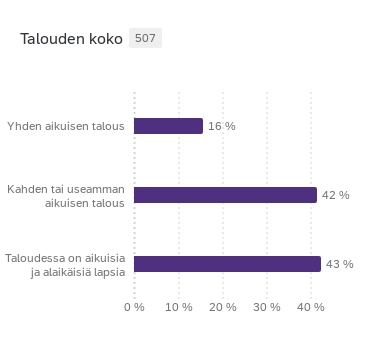 Talouden koko 507
Yhden aikuisen talous 16 %
Kahden tai useamman
aikuisen talous 42 %
Taloudessa on aikuisia
ja alaikäisiä lapsia 43 %
0 % 10 % 20 % 30 % 40 %